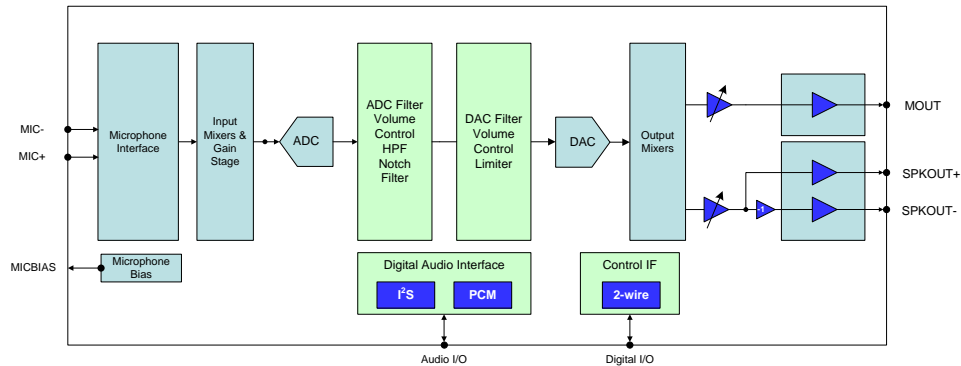 MIC-
MIC+
MICBIAS
Microphone
Interface
Microphone
Bias
Input
Mixers &
Gain
Stage
ADC
ADC Filter
Volume
Control
HPF
Notch
Filter
DAC Filter
Volume
Control
Limiter
DAC
Output
Mixers
-1
MOUT
SPKOUT+
SPKOUT-
Digital Audio Interface
I²S
PCM
Control IF
2-wire
Audio I/O
Digital I/O